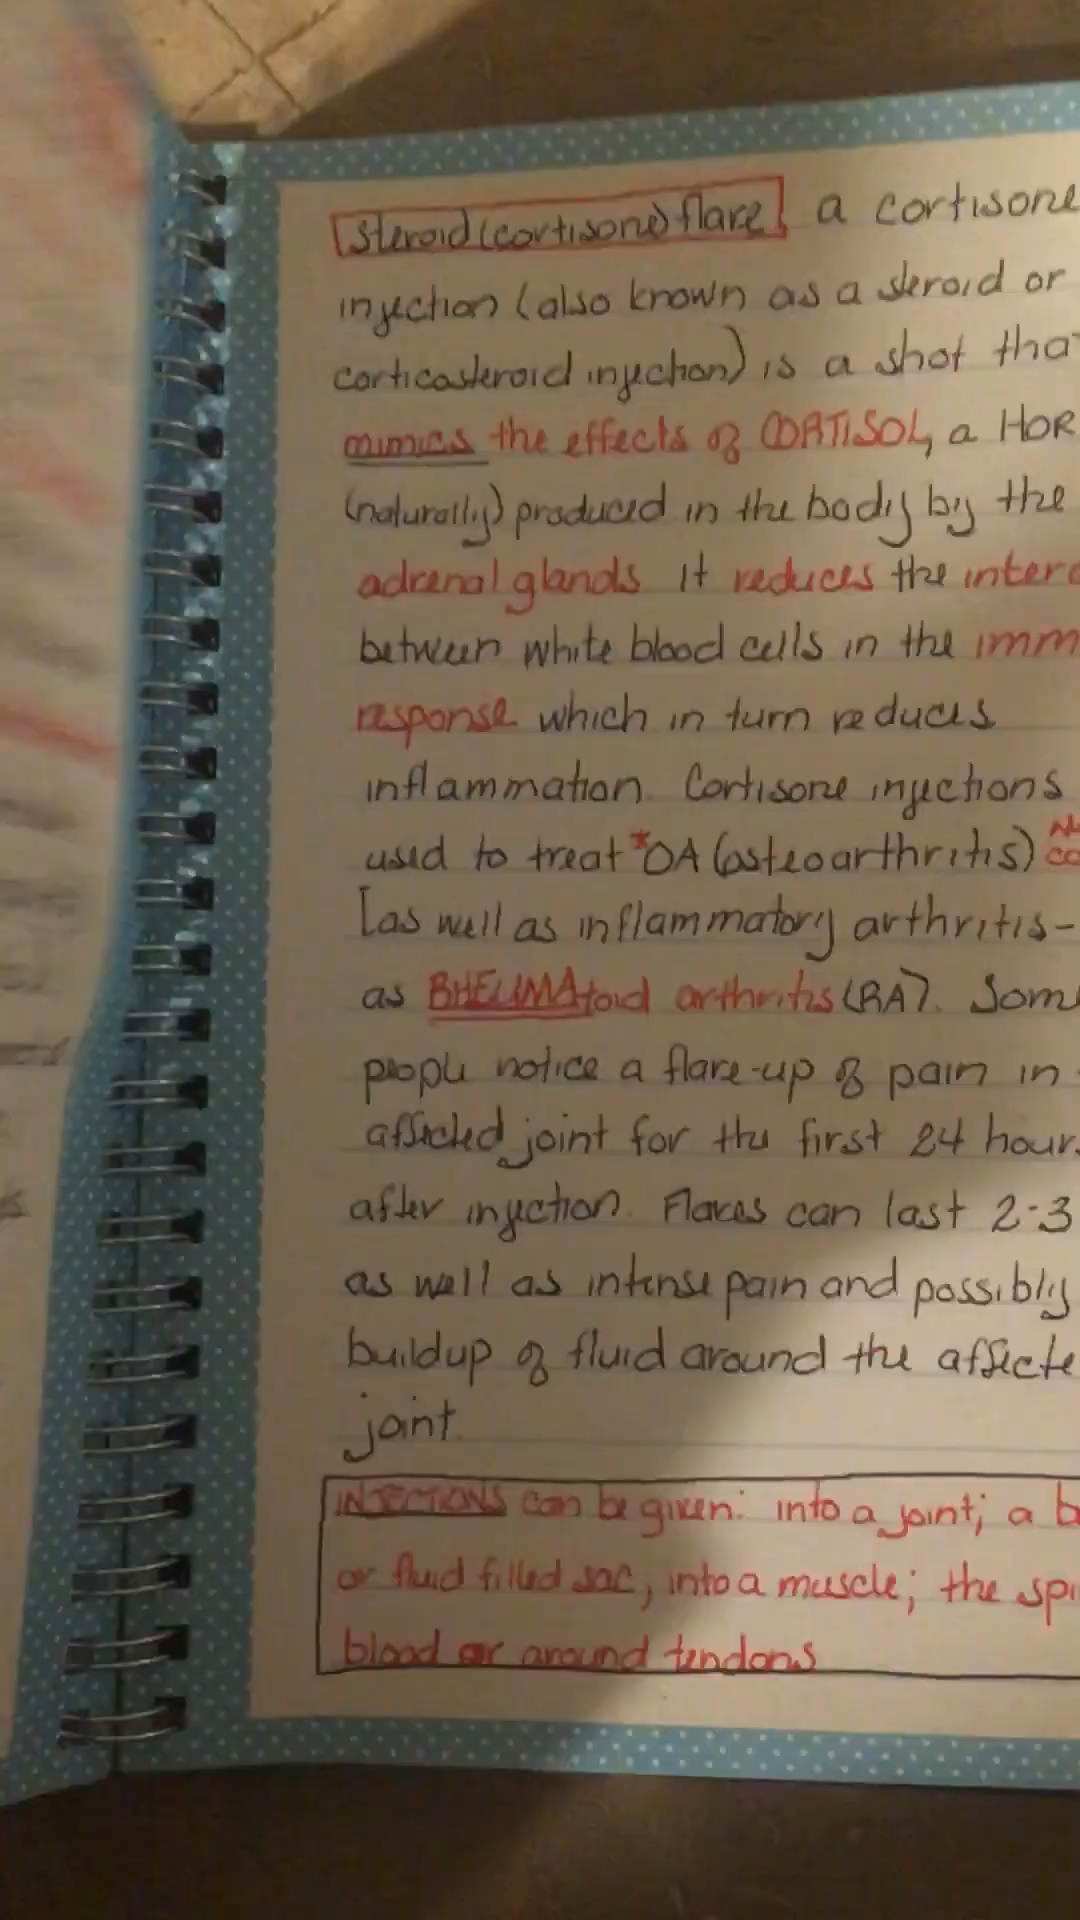 steroid (cortisone) flare, a cortisone
injection (also known as a steroid or
corticosteroid injection) is a shot tha
mimics the effects of CORTISOL, a HOR
(naturally) produced in the body by the
adrenal glands it reduces the intera
between white blood cells in the imm
response which in turn reduces
inflammation. Cortisone injections
used to treat *OA (osteoarthritis)
[as well as inflammatory arthritis-
as RHEUMAtoid arthritis (RA). Som
people notice a flare-up of pain in
affected joint for the first 24 hours
after injection. Flares can last 2-3
as well as intense pain and possibly
buildup of fluid around the affecte
joint.
INJECTIONS can be given: into a joint; a b
or fluid filled sac, into a muscle; the spi
blood or around tendons